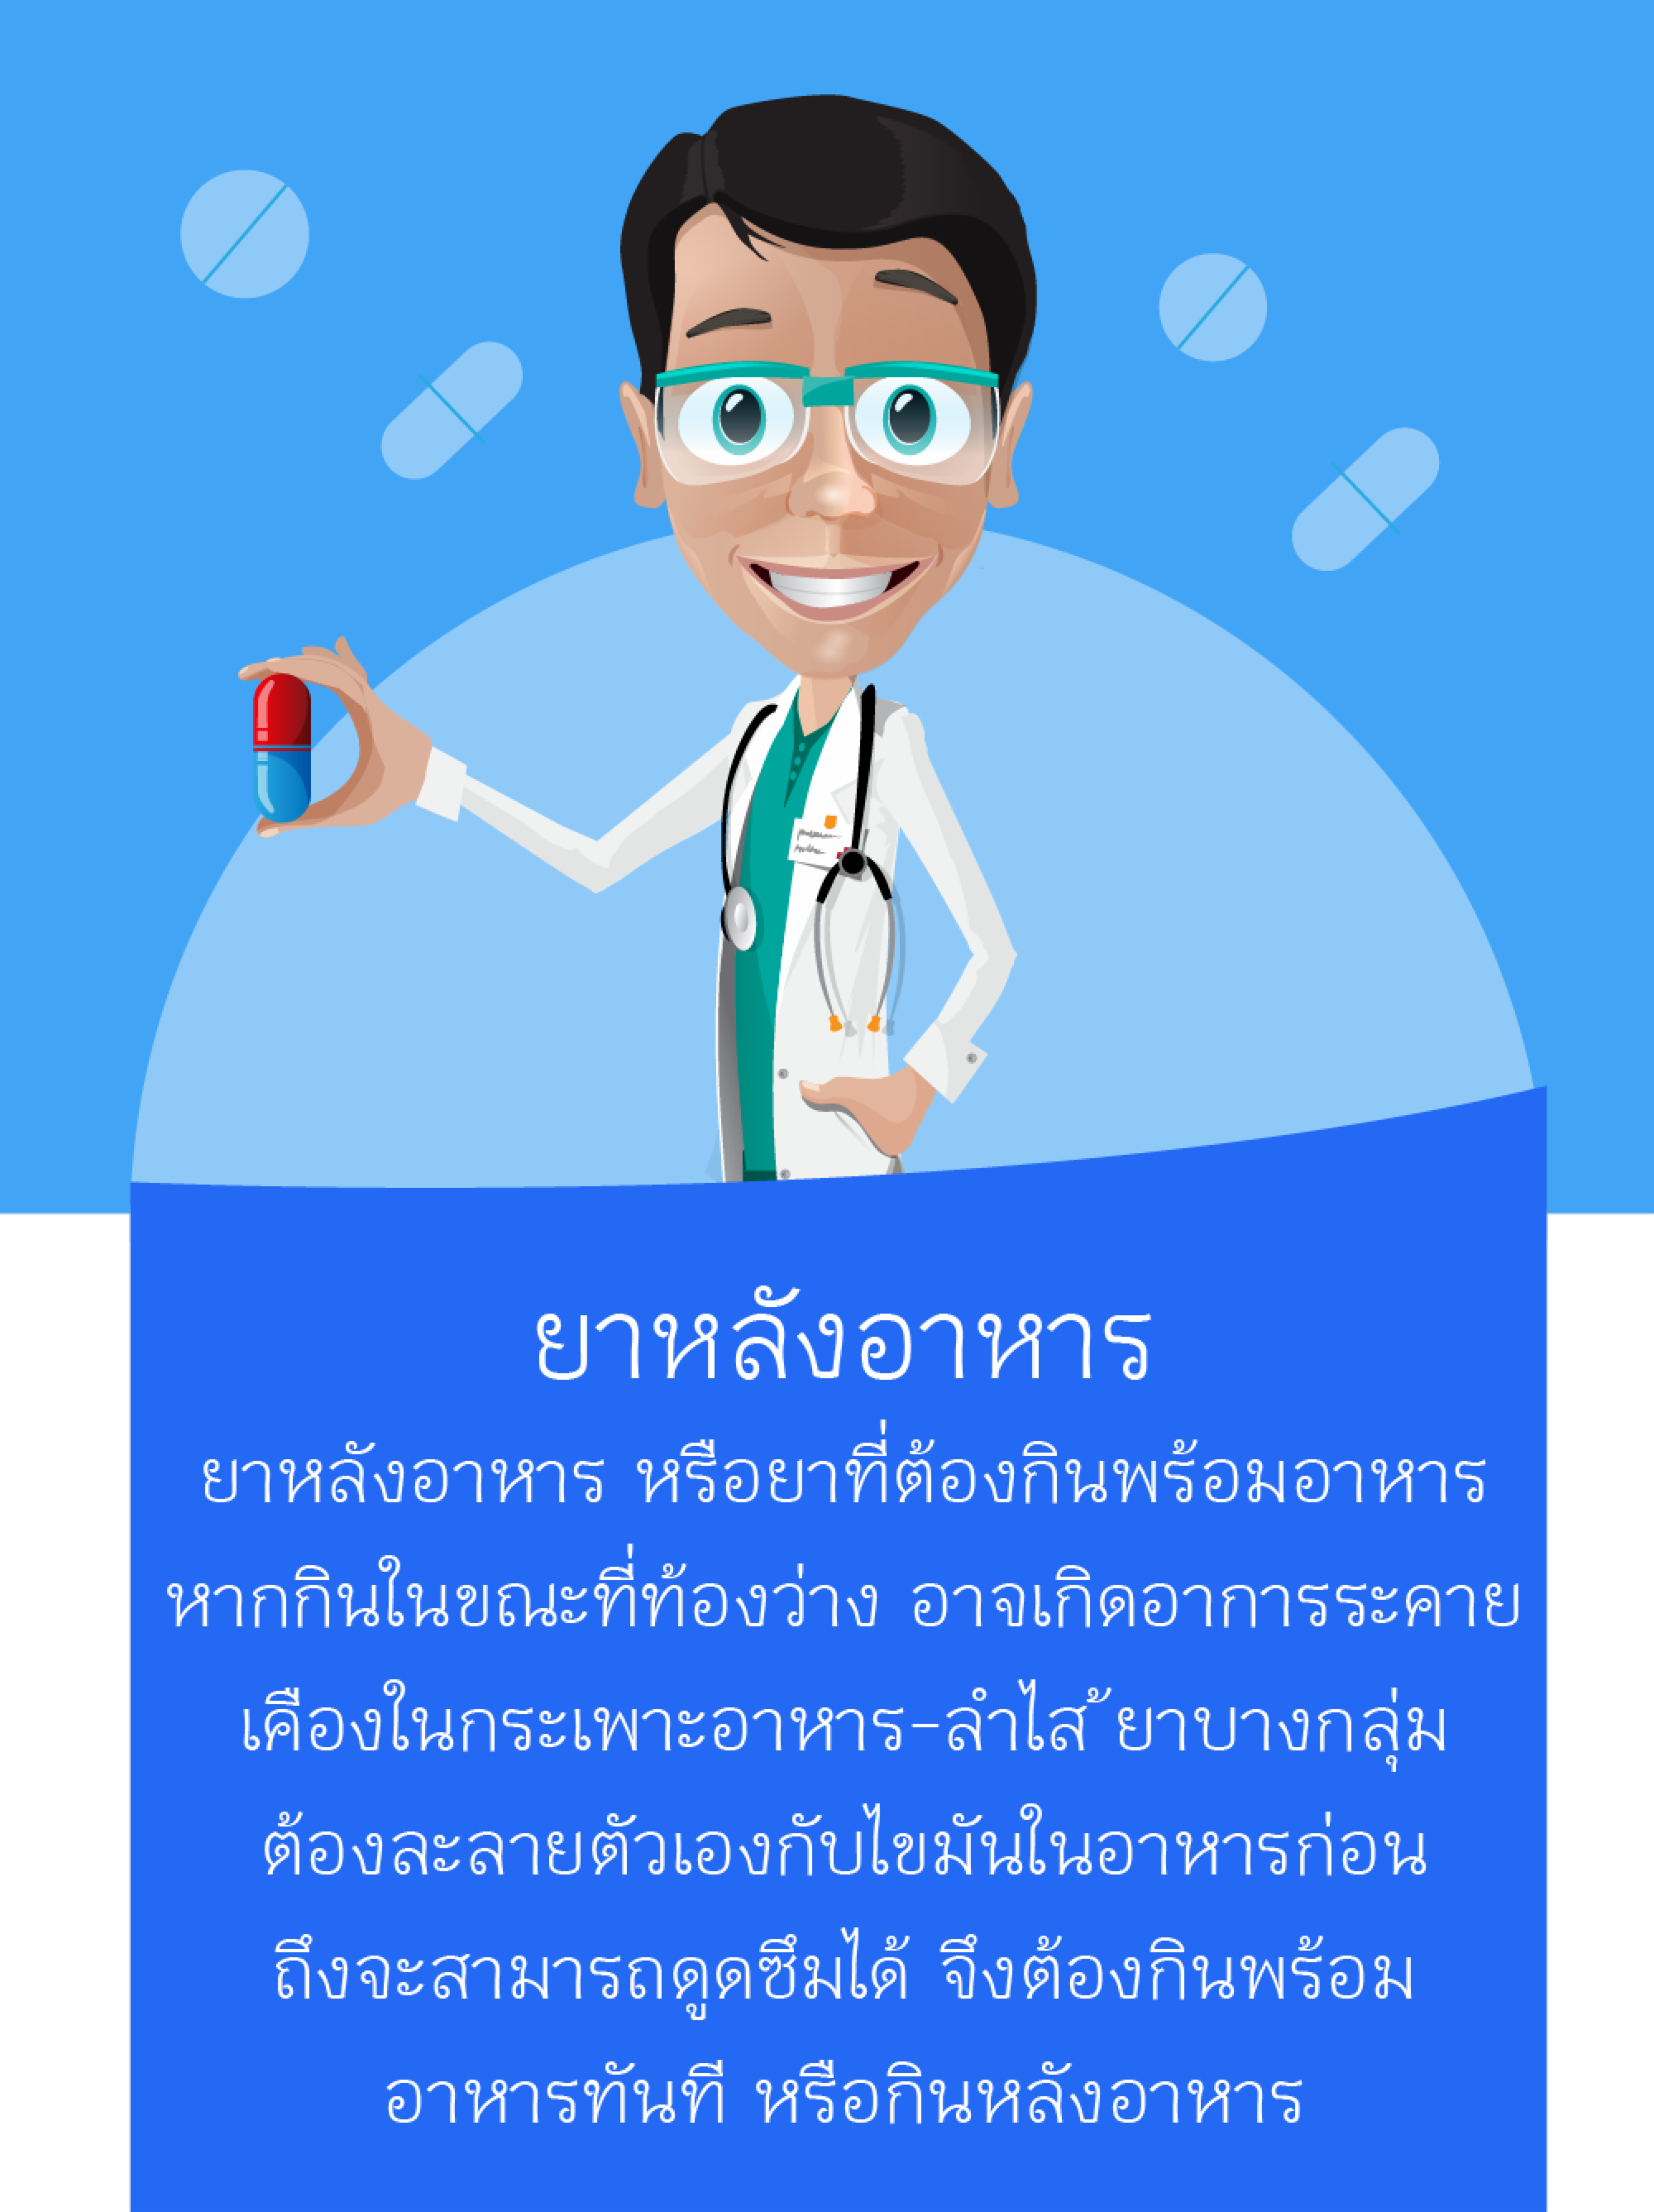 ยาหลังอาหาร
ยาหลังอาหาร หรือยาที่ต้องกินพร้อมอาหาร
หากกินในขณะที่ท้องว่าง อาจเกิดอาการระคาย
เคืองในกระเพาะอาหาร-ลำไส้ ยาบางกลุ่ม
ต้องละลายตัวเองกับไขมันในอาหารก่อน
ถึงจะสามารถดูดซึมได้ จึงต้องกินพร้อม
อาหารทันที หรือกินหลังอาหาร